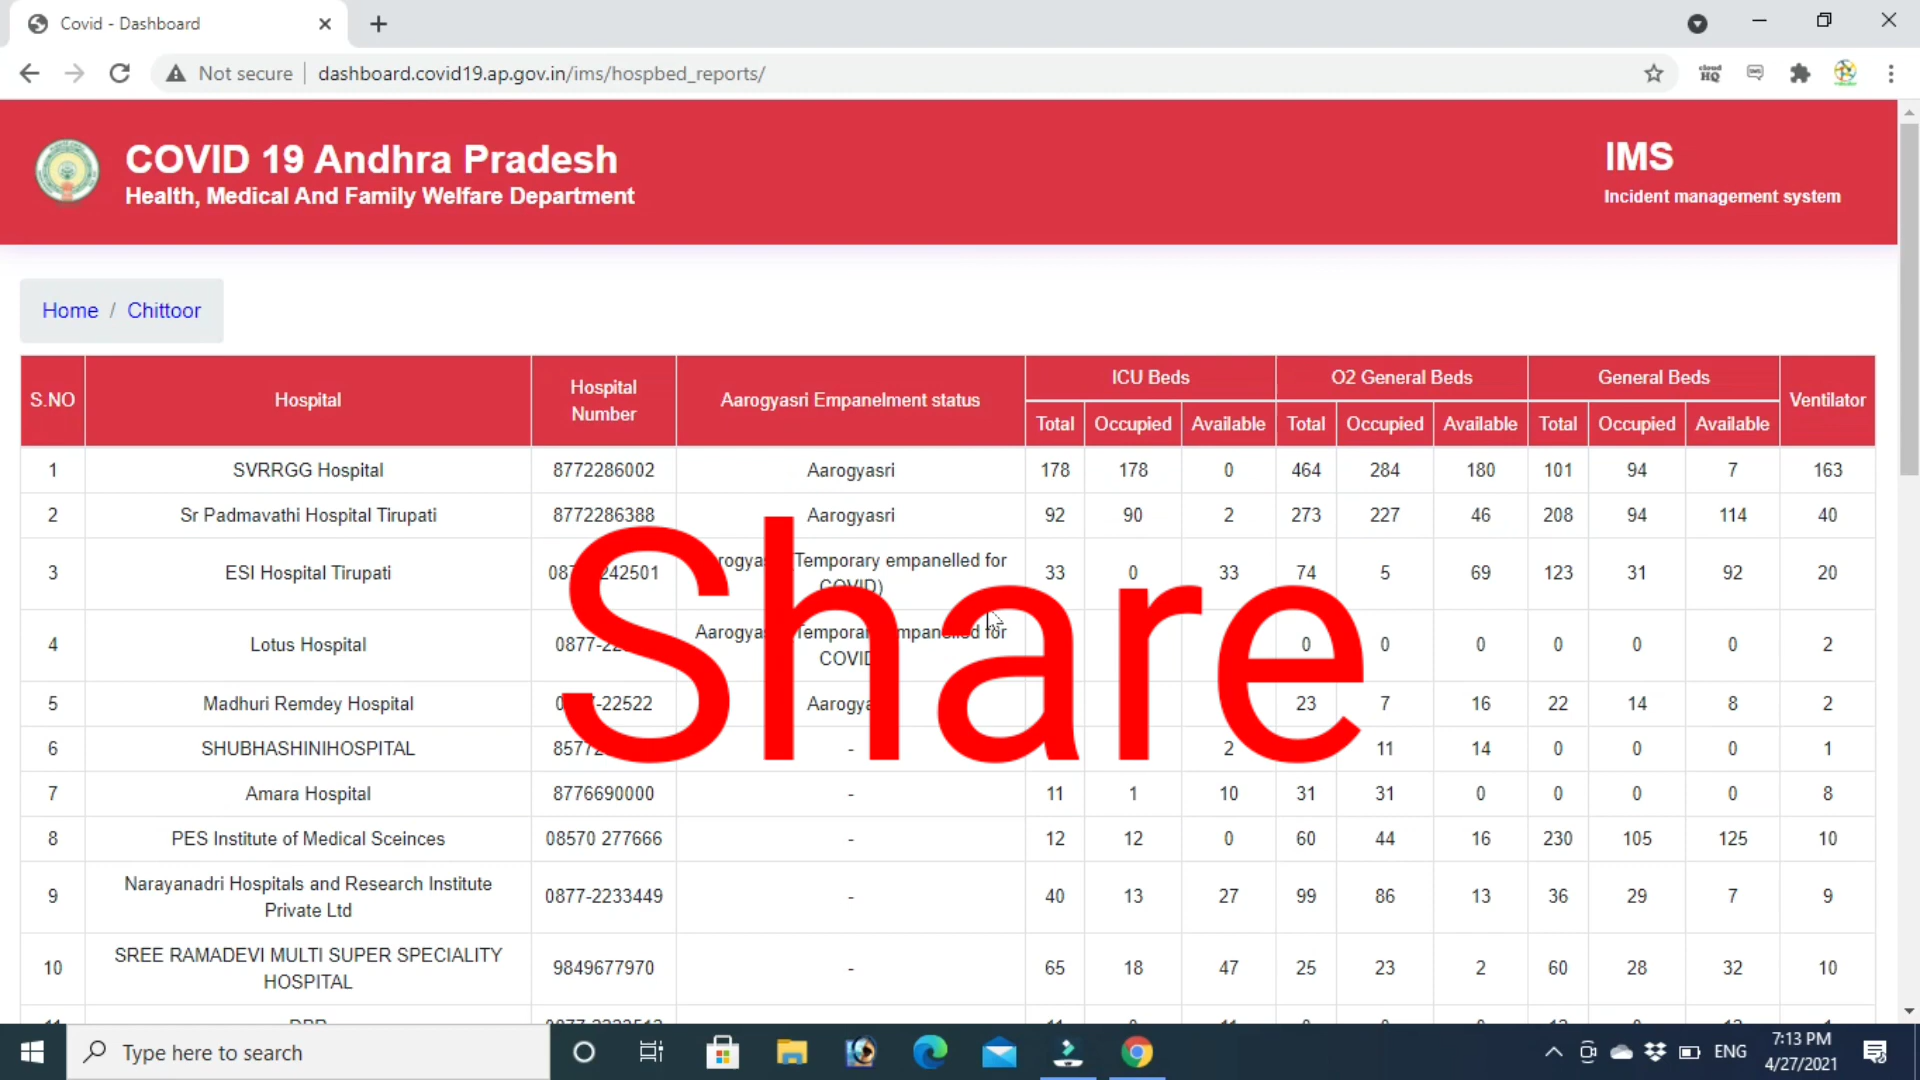 Covid - Dashboard
Not secure
dashboard.covid19.ap.gov.in/ims/hospbed_reports/
cloud HQ
COVID 19 Andhra Pradesh
Health, Medical And Family Welfare Department
IMS
Incident management system
Home / Chittoor
S.NO Hospital Hospital Number Aarogyasri Empanelment status ICU Beds O2 General Beds General Beds Ventilator
Total Occupied Available Total Occupied Available Total Occupied Available
1 SVRRGG Hospital 8772286002 Aarogyasri 178 178 0 464 284 180 101 94 7 163
2 Sr Padmavathi Hospital Tirupati 8772286388 Aarogyasri 92 90 2 273 227 46 208 94 114 40
3 ESI Hospital Tirupati Temporary empanelled for COVID) 33 0 33 74 5 69 123 31 92 20
4 Lotus Hospital for 0 0 0 0 0 0 2
5 Madhuri Remdey Hospital 23 7 16 22 14 8 2
6 SHUBHASHINIHOSPITAL - 2 11 14 0 0 0 1
Share
7 Amara Hospital 8776690000 - 11 1 10 31 31 0 0 0 0 8
8 PES Institute of Medical Sceinces 08570 277666 - 12 12 0 60 44 16 230 105 125 10
9 Narayanadri Hospitals and Research Institute Private Ltd 0877-2233449 - 40 13 27 99 86 13 36 29 7 9
10 SREE RAMADEVI MULTI SUPER SPECIALITY HOSPITAL 9849677970 - 65 18 47 25 23 2 60 28 32 10
Type here to search
ENG
7:13 PM
4/27/2021